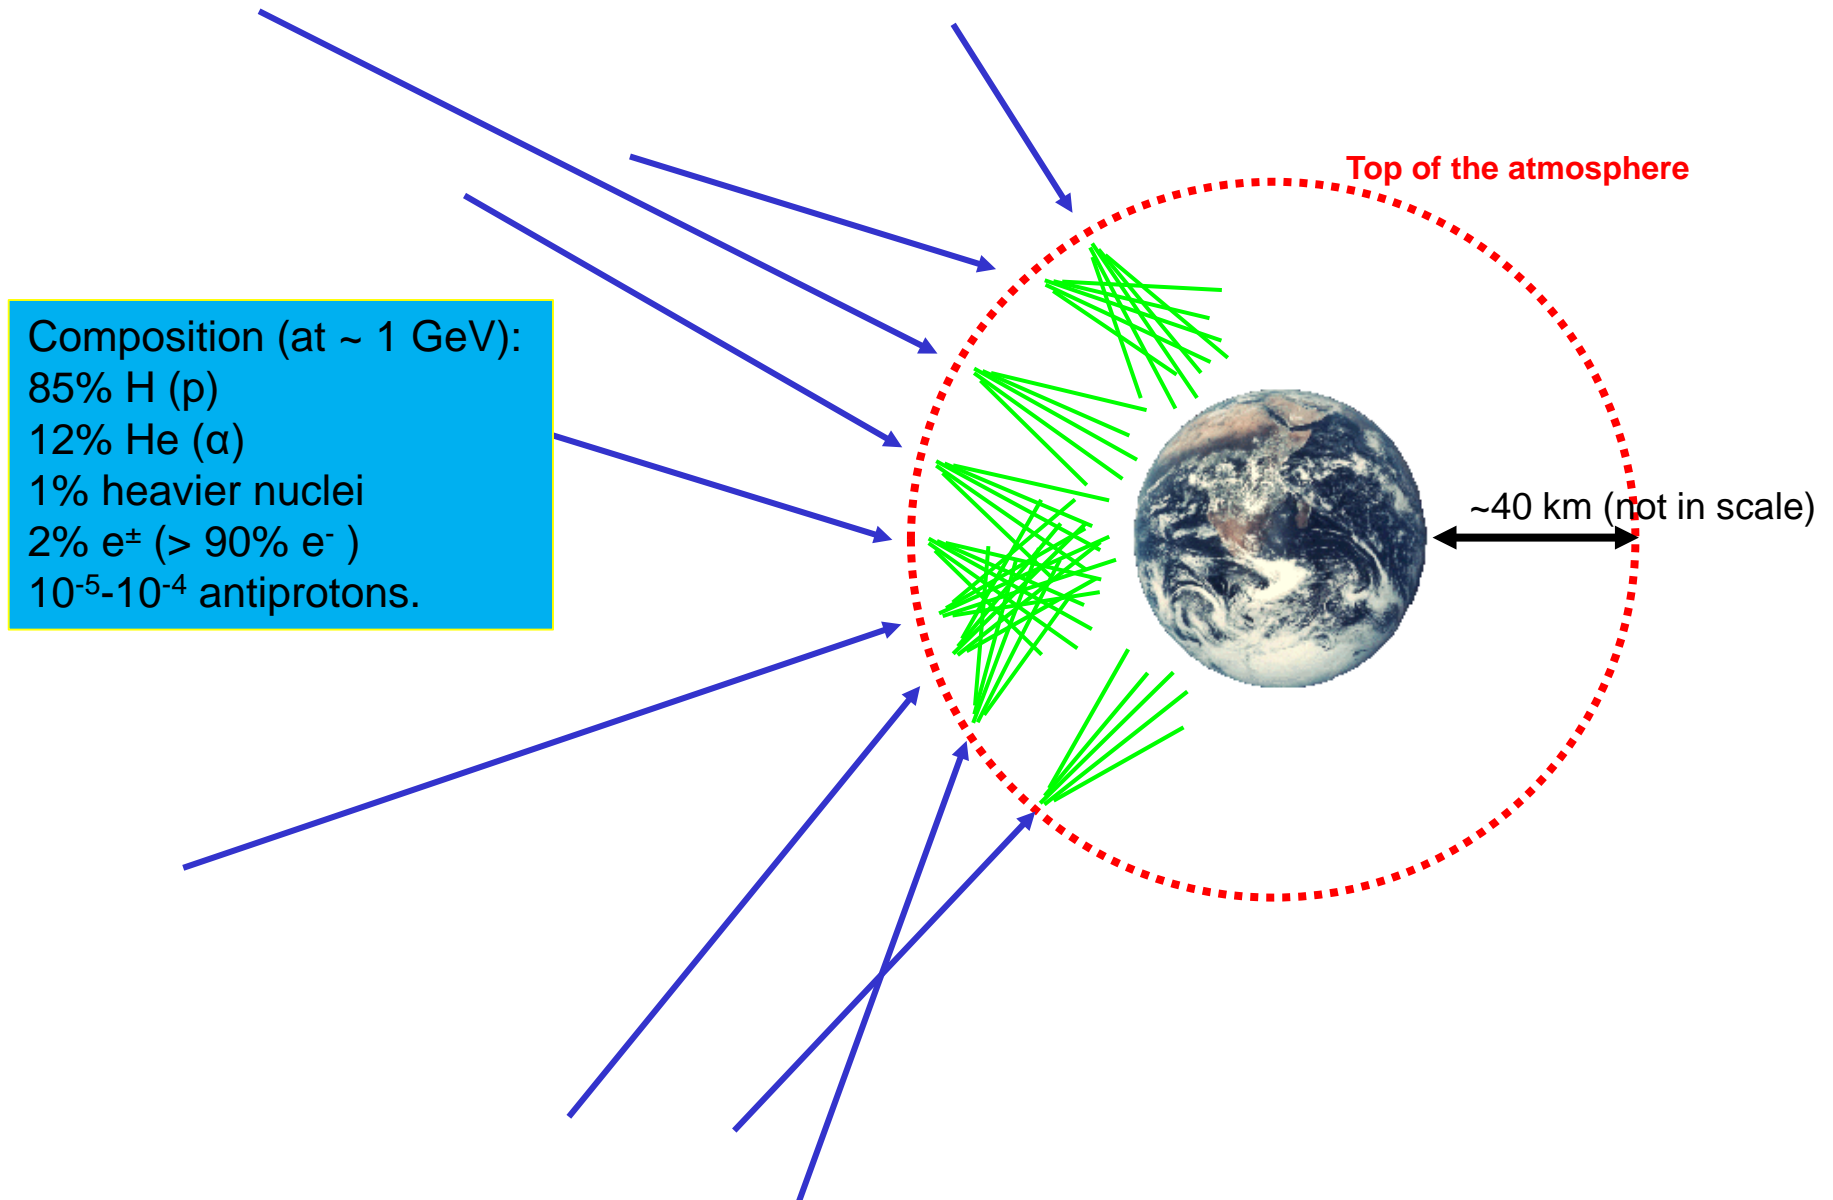 Top of the atmosphere
Composition (at ~ 1 GeV):
85% H (p)
12% He (α)
1% heavier nuclei
2% e± (> 90% e⁻ )
10⁻⁵-10⁻⁴ antiprotons.
~40 km (not in scale)